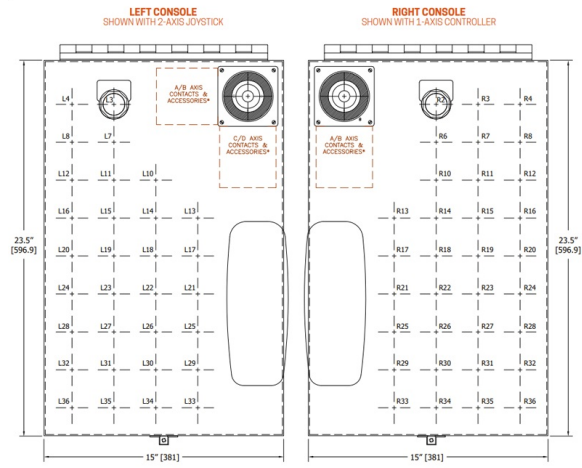 LEFT CONSOLE
SHOWN WITH 2-AXIS JOYSTICK
RIGHT CONSOLE
SHOWN WITH 1-AXIS CONTROLLER
A/B AXIS
CONTACTS &
ACCESSORIES*
C/D AXIS
CONTACTS &
ACCESSORIES*
A/B AXIS
CONTACTS &
ACCESSORIES*
L4 L3 R2 R3 R4
L8 L7 R6 R7 R8
L12 L11 L10 R10 R11 R12
L16 L15 L14 L13 R13 R14 R15 R16
23.5"
[596.9]
23.5"
[596.9]
L20 L19 L18 L17 R17 R18 R19 R20
L24 L23 L22 L21 R21 R22 R23 R24
L28 L27 L26 L25 R25 R26 R27 R28
L32 L31 L30 L29 R29 R30 R31 R32
L36 L35 L34 L33 R33 R34 R35 R36
15" [381]
15" [381]